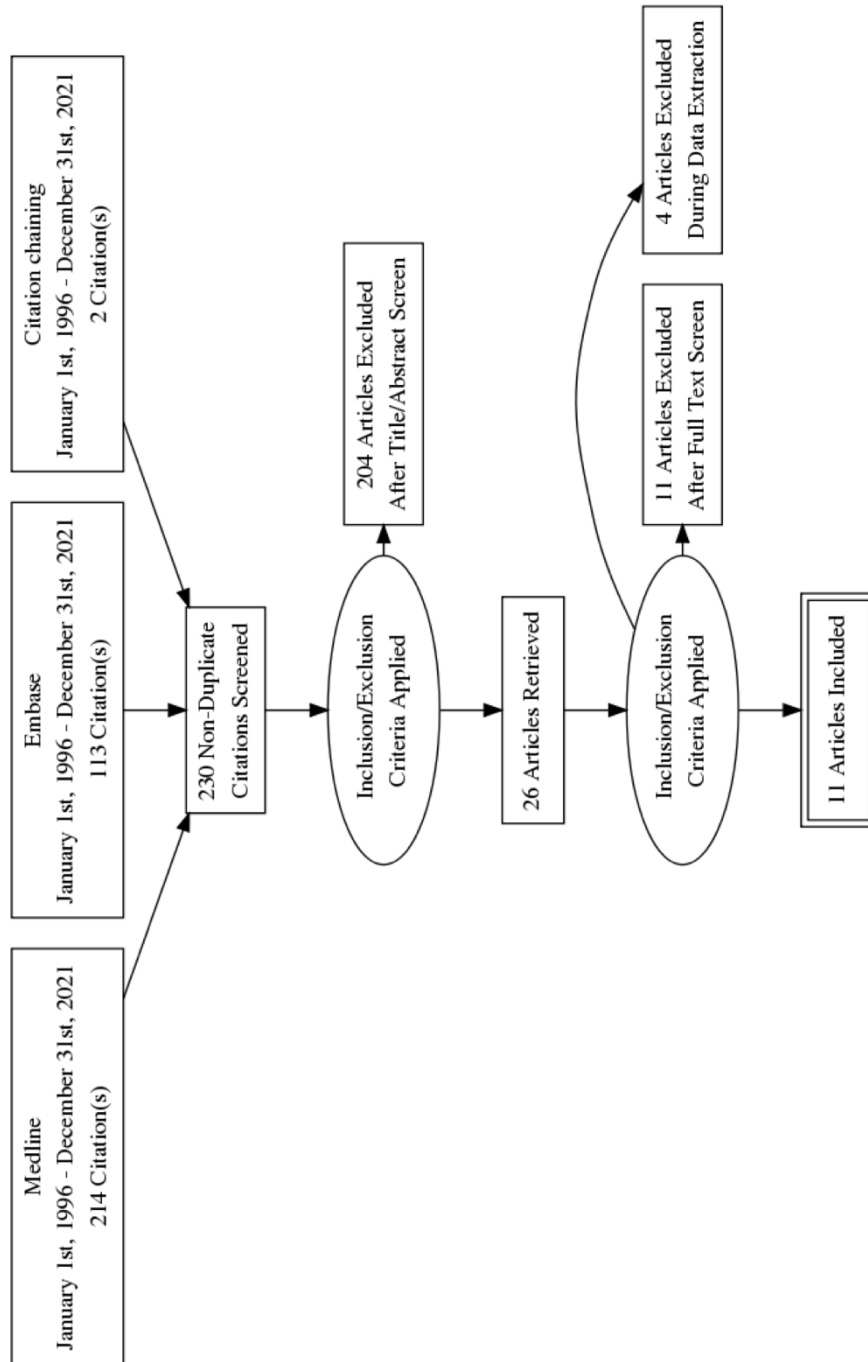 Medline
January 1st, 1996 - December 31st, 2021
214 Citation(s)
Embase
January 1st, 1996 - December 31st, 2021
113 Citation(s)
Citation chaining
January 1st, 1996 - December 31st, 2021
2 Citation(s)
230 Non-Duplicate
Citations Screened
Inclusion/Exclusion
Criteria Applied
204 Articles Excluded
After Title/Abstract Screen
26 Articles Retrieved
Inclusion/Exclusion
Criteria Applied
11 Articles Excluded
After Full Text Screen
4 Articles Excluded
During Data Extraction
11 Articles Included